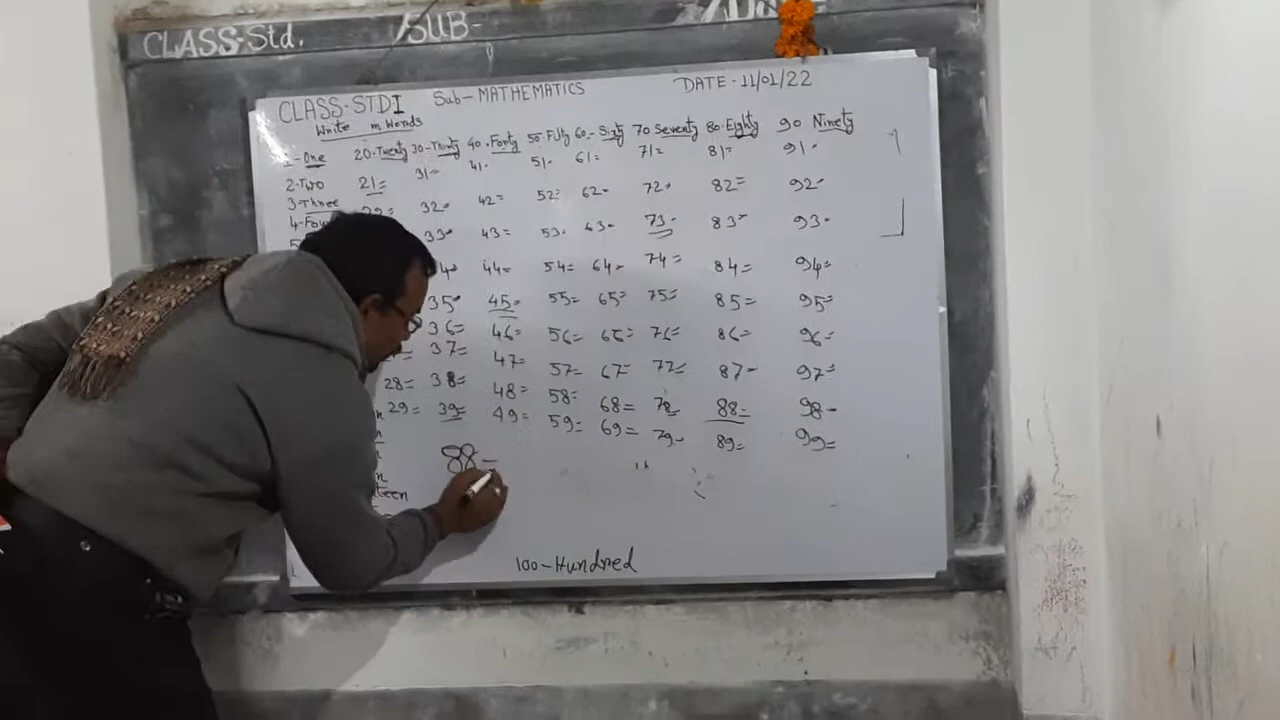 CLASS-Std. SUB-
CLASS-STDI Sub-MATHEMATICS DATE-11/01/22
Write in Words
1-One 20-Twenty 30-Thirty 40-Forty 50-Fifty 60-Sixty 70 Seventy 80-Eighty 90 Ninety
2-Two 21= 31= 41- 51- 61= 71= 81= 91-
3-Three 32= 42= 52= 62- 72- 82= 92-
4-Four 33- 43= 53- 63- 73- 83- 93-
44= 54= 64- 74= 84= 94=
35- 45= 55= 65= 75= 85= 95=
36= 46= 56= 66= 76= 86= 96=
37= 47= 57= 67= 77= 87- 97=
28= 38= 48= 58= 68= 78= 88= 98-
29= 39= 49= 59= 69= 79- 89= 99=
88=
100-Hundred